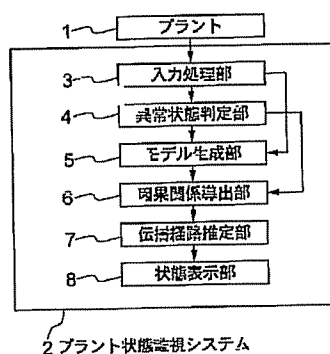 1 プラント
3 入力処理部
4 異常状態判定部
5 モデル生成部
6 因果関係導出部
7 伝播経路推定部
8 状態表示部
2 プラント状態監視システム